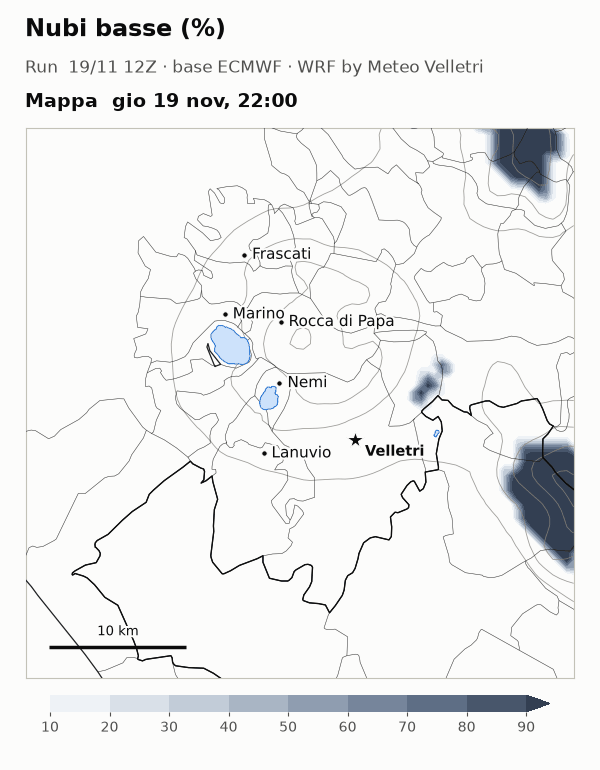 Nubi basse (%)
Run  19/11 12Z · base ECMWF · WRF by Meteo Velletri
Mappa  gio 19 nov, 22:00
Frascati
Marino
Rocca di Papa
Nemi
Velletri
Lanuvio
10 km
10 20 30 40 50 60 70 80 90